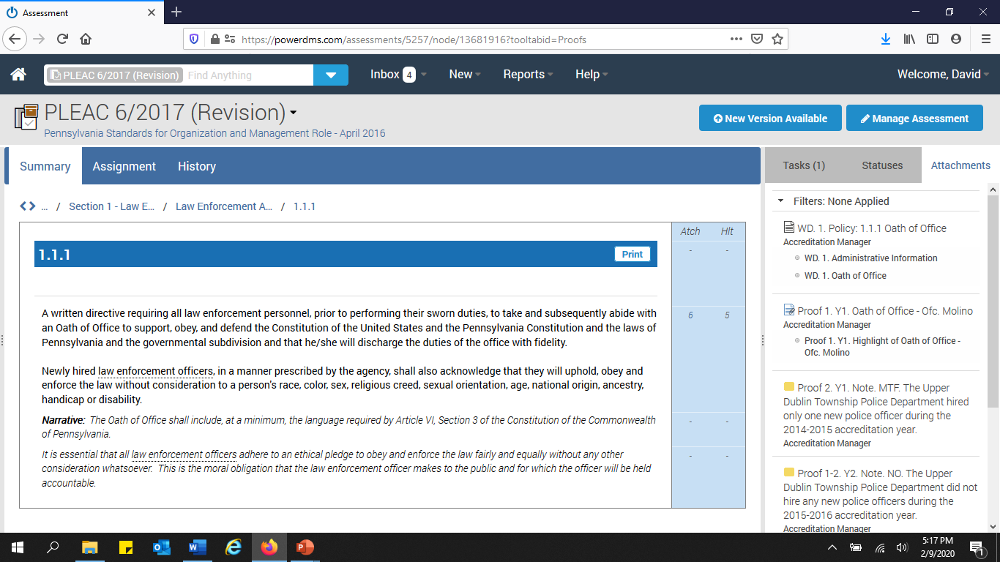 Assessment
https://powerdms.com/assessments/5257/node/13681916?tooltabid=Proofs
PLEAC 6/2017 (Revision) Find Anything
Inbox 4 New Reports Help Welcome, David
PLEAC 6/2017 (Revision)
Pennsylvania Standards for Organization and Management Role - April 2016
New Version Available Manage Assessment
Summary Assignment History
Tasks (1) Statuses Attachments
... / Section 1 - Law E... / Law Enforcement A... / 1.1.1
Atch Hlt
1.1.1 Print
- -
A written directive requiring all law enforcement personnel, prior to performing their sworn duties, to take and subsequently abide with
an Oath of Office to support, obey, and defend the Constitution of the United States and the Pennsylvania Constitution and the laws of
Pennsylvania and the governmental subdivision and that he/she will discharge the duties of the office with fidelity.
6 5
Newly hired law enforcement officers, in a manner prescribed by the agency, shall also acknowledge that they will uphold, obey and
enforce the law without consideration to a person's race, color, sex, religious creed, sexual orientation, age, national origin, ancestry,
handicap or disability.
Narrative: The Oath of Office shall include, at a minimum, the language required by Article VI, Section 3 of the Constitution of the Commonwealth
of Pennsylvania.
- -
It is essential that all law enforcement officers adhere to an ethical pledge to obey and enforce the law fairly and equally without any other
consideration whatsoever. This is the moral obligation that the law enforcement officer makes to the public and for which the officer will be held
accountable.
- -
Filters: None Applied
WD. 1. Policy: 1.1.1 Oath of Office
Accreditation Manager
WD. 1. Administrative Information
WD. 1. Oath of Office
Proof 1. Y1. Oath of Office - Ofc. Molino
Accreditation Manager
Proof 1. Y1. Highlight of Oath of Office -
Ofc. Molino
Proof 2. Y1. Note. MTF. The Upper
Dublin Township Police Department hired
only one new police officer during the
2014-2015 accreditation year.
Accreditation Manager
Proof 1-2. Y2. Note. NO. The Upper
Dublin Township Police Department did not
hire any new police officers during the
2015-2016 accreditation year.
Accreditation Manager
5:17 PM
2/9/2020
1